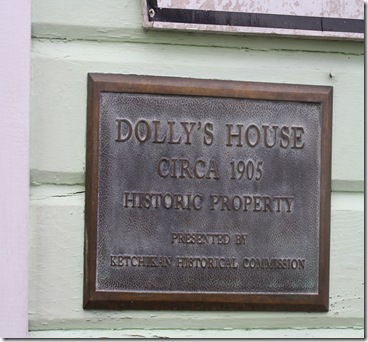 DOLLY'S HOUSE
CIRCA 1905
HISTORIC PROPERTY
PRESENTED BY
KETCHIKAN HISTORICAL COMMISSION